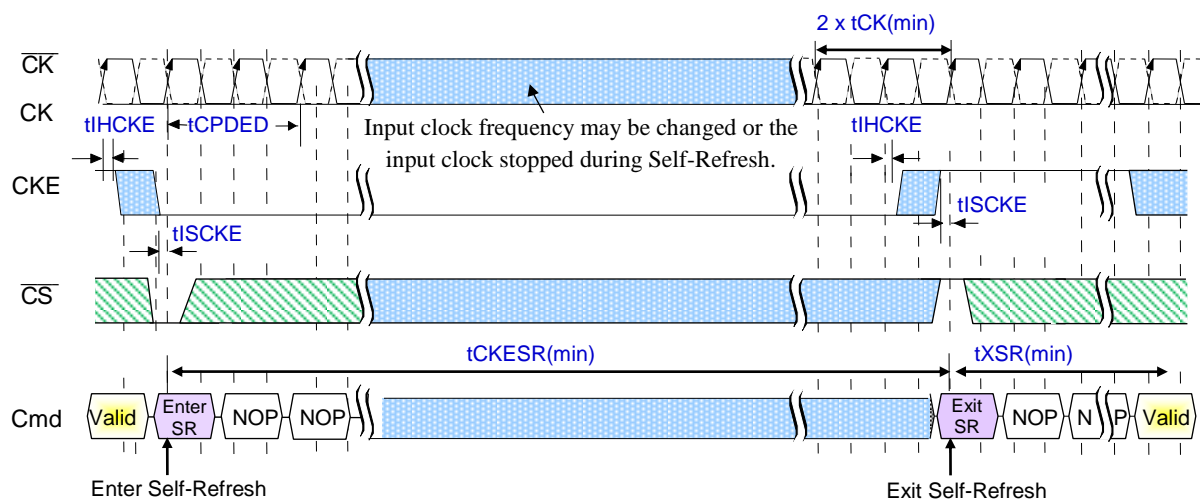 2 x tCK(min)
CK
CK
tIHCKE
tCPDED
Input clock frequency may be changed or the
input clock stopped during Self-Refresh.
tIHCKE
CKE
tISCKE
tISCKE
CS
tCKESR(min)
tXSR(min)
Cmd
Valid
Enter
SR
NOP
NOP
Exit
SR
NOP
N
P
Valid
Enter Self-Refresh
Exit Self-Refresh